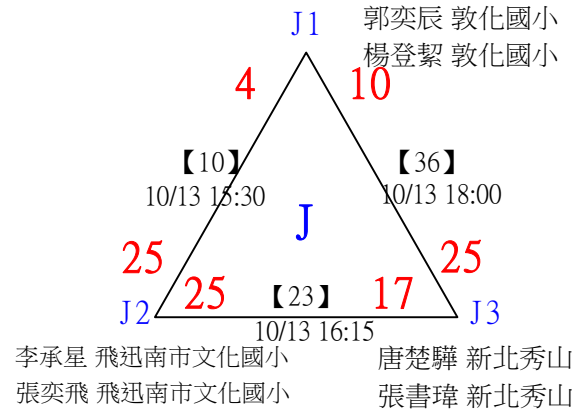 J1
郭奕辰 敦化國小
楊登絜 敦化國小
4
10
【10】
10/13 15:30
【36】
10/13 18:00
J
25
25
25
【23】
17
J2
J3
10/13 16:15
李承星 飛迅南市文化國小
張奕飛 飛迅南市文化國小
唐楚驊 新北秀山
張書瑋 新北秀山